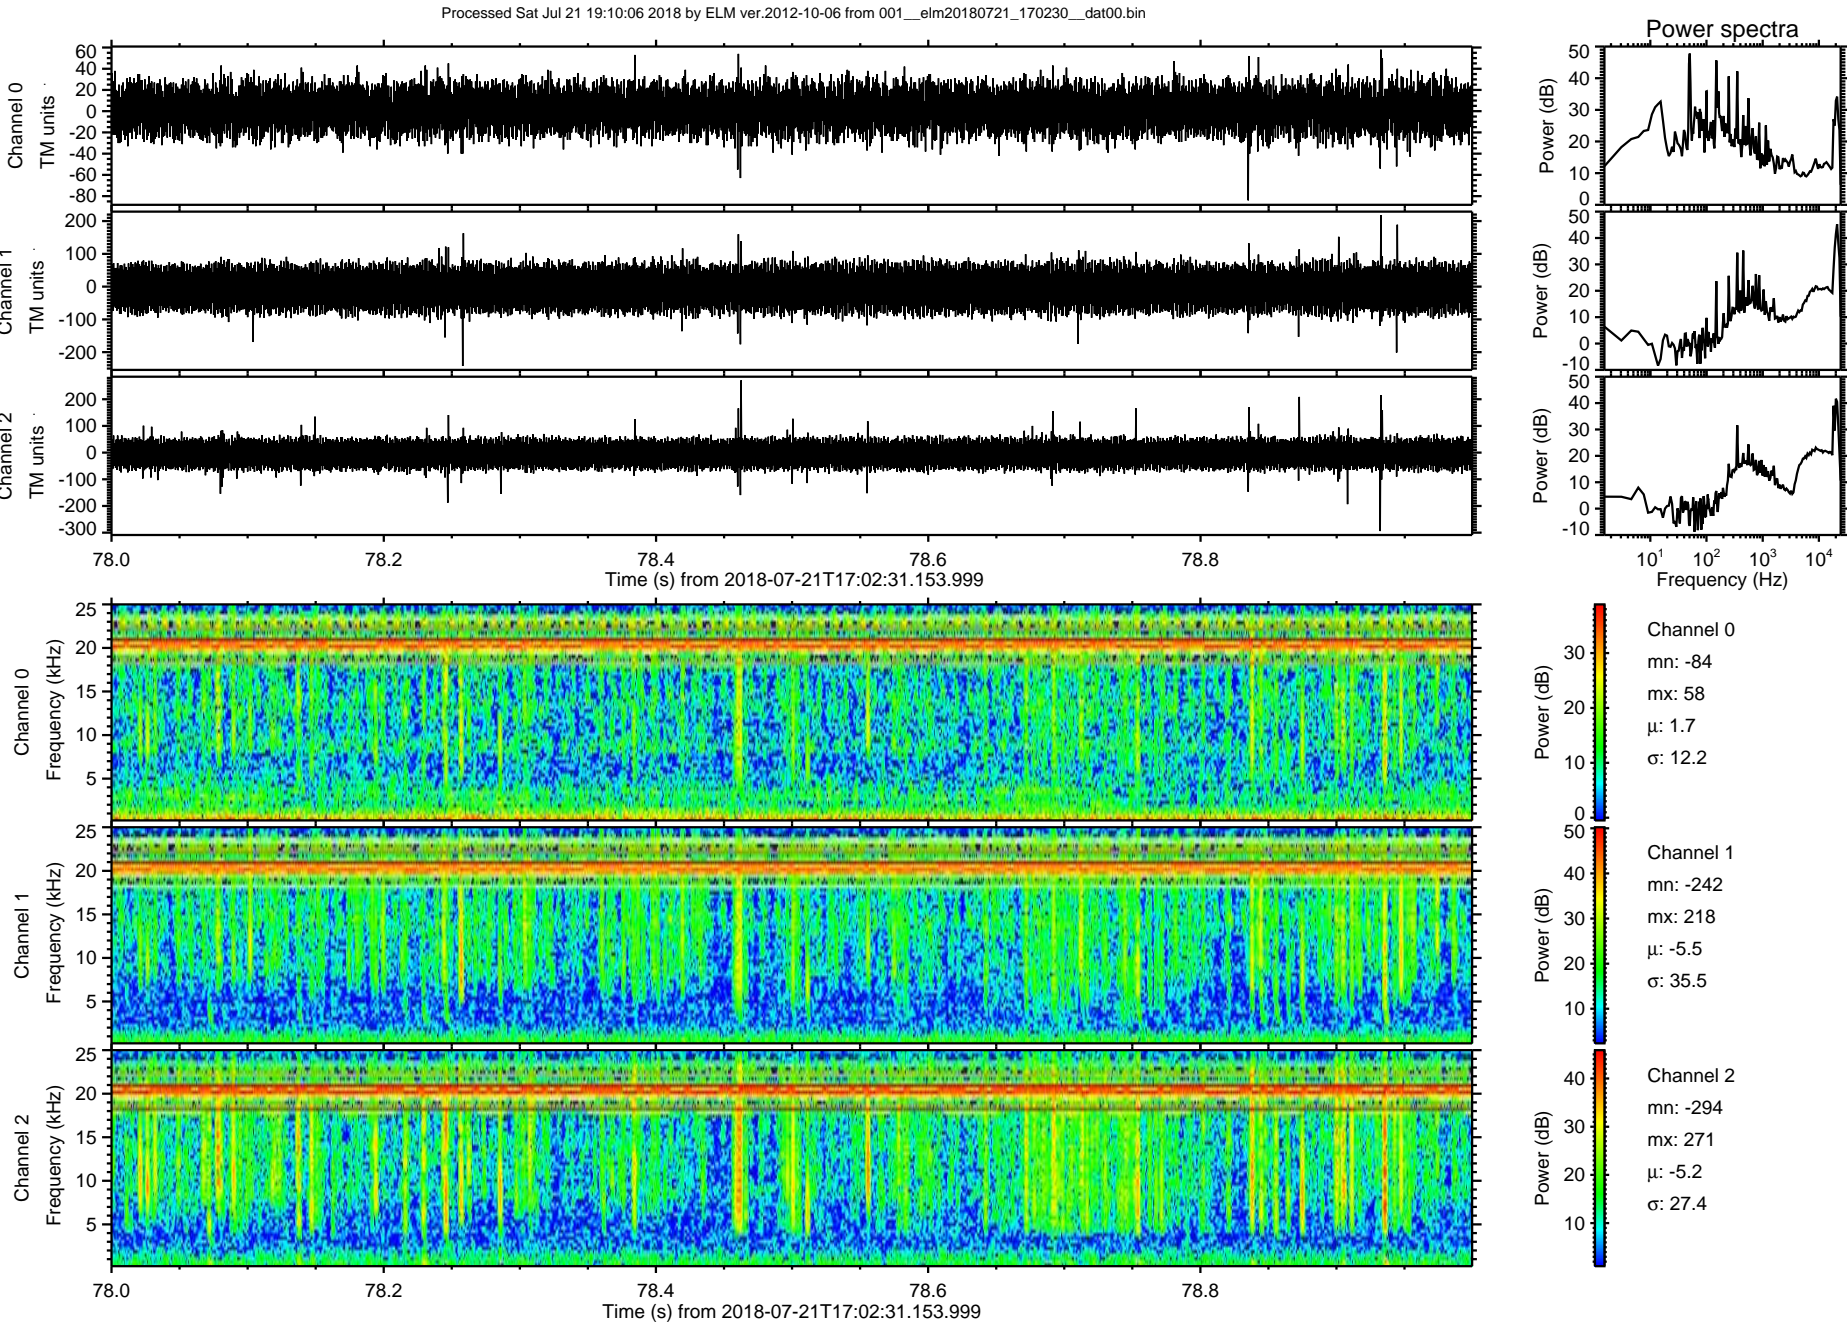 Processed Sat Jul 21 19:10:06 2018 by ELM ver.2012-10-06 from 001__elm20180721_170230__dat00.bin
Power spectra
Channel 0
TM units
60
40
20
0
-20
-40
-60
-80
Power (dB)
50
40
30
20
10
0
Channel 1
TM units
200
100
0
-100
-200
Power (dB)
50
40
30
20
10
0
-10
Channel 2
TM units
200
100
0
-100
-200
-300
Power (dB)
50
40
30
20
10
0
-10
78.0 78.2 78.4 78.6 78.8
Time (s) from 2018-07-21T17:02:31.153.999
10^1 10^2 10^3 10^4
Frequency (Hz)
Channel 0
Frequency (kHz)
25
20
15
10
5
Power (dB)
30
20
10
0
Channel 0
mn: -84
mx: 58
μ: 1.7
σ: 12.2
Channel 1
Frequency (kHz)
25
20
15
10
5
Power (dB)
50
40
30
20
10
Channel 1
mn: -242
mx: 218
μ: -5.5
σ: 35.5
Channel 2
Frequency (kHz)
25
20
15
10
5
Power (dB)
40
30
20
10
Channel 2
mn: -294
mx: 271
μ: -5.2
σ: 27.4
78.0 78.2 78.4 78.6 78.8
Time (s) from 2018-07-21T17:02:31.153.999